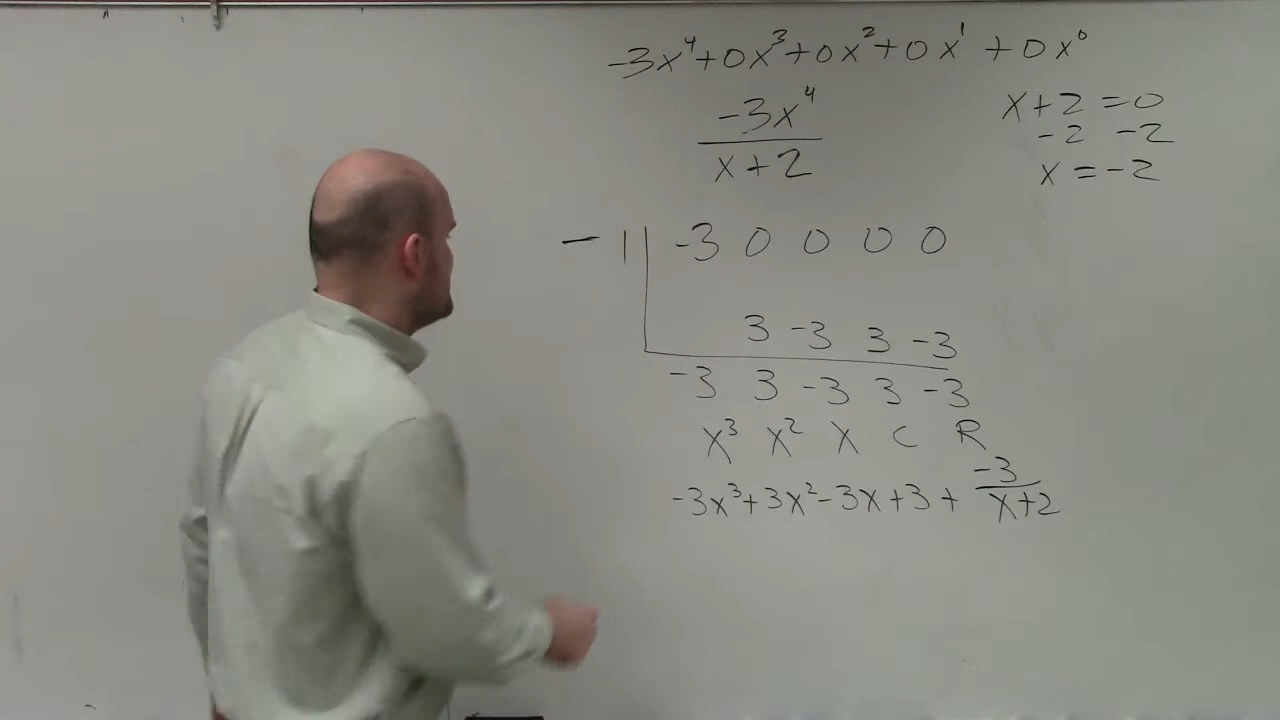 -3x⁴+0x³+0x²+0x¹+0x⁰
-3x⁴
x+2
x+2=0
-2 -2
x=-2
-1 -3 0 0 0 0
3 -3 3 -3
-3 3 -3 3 -3
x³ x² x C R
-3x³+3x²-3x+3+ -3
x+2